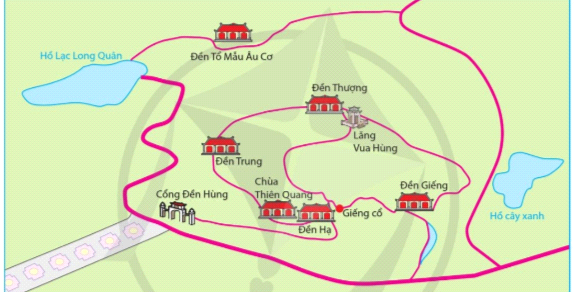 Hồ Lạc Long Quân
Đền Tổ Mẫu Âu Cơ
Đền Thượng
Lăng
Vua Hùng
Đền Trung
Chùa
Thiên Quang
Cổng Đền Hùng
Đền Giếng
Giếng cổ
Đền Hạ
Hồ cây xanh